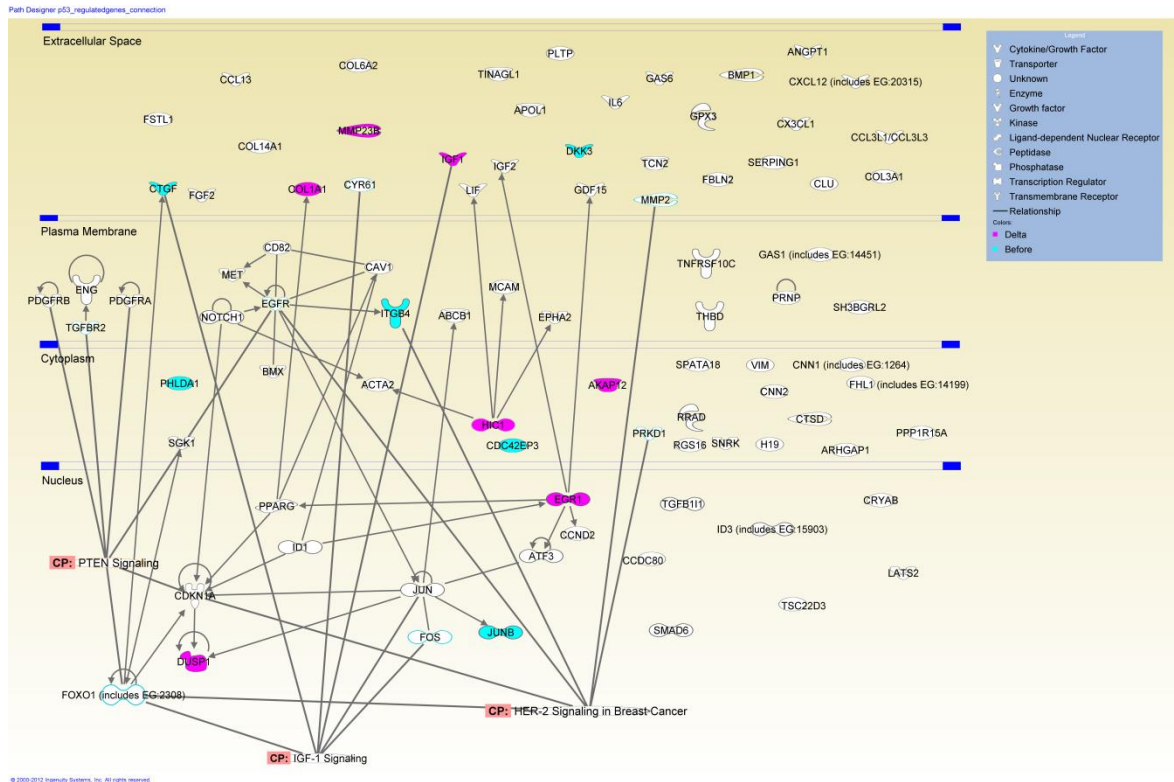 Path Designer p53_regulatedgenes_connection
Extracellular Space
PLTP
ANGPT1
COL6A2
CCL13
TINAGL1
GAS6
BMP1
CXCL12 (includes EG:20315)
IL6
APOL1
GPX3
FSTL1
CX3CL1
MMP23B
CCL3L1/CCL3L3
COL14A1
DKK3
IGF1
IGF2
TCN2
SERPING1
FBLN2
CLU
COL3A1
CTGF
FGF2
COL1A1
CYR61
LIF
GDF15
MMP2
Plasma Membrane
CD82
CAV1
MET
TNFRSF10C
GAS1 (includes EG:14451)
ENG
PDGFRB
PDGFRA
EGFR
MCAM
PRNP
SH3BGRL2
TGFBR2
NOTCH1
ITGB4
ABCB1
EPHA2
THBD
Cytoplasm
SPATA18
VIM
CNN1 (includes EG:1264)
PHLDA1
BMX
ACTA2
AKAP12
CNN2
FHL1 (includes EG:14199)
RRAD
CTSD
HIC1
PRKD1
PPP1R15A
SGK1
CDC42EP3
RGS16
SNRK
H19
ARHGAP1
Nucleus
PPARG
EGR1
TGFB1I1
CRYAB
CCND2
ID3 (includes EG:15903)
ID1
ATF3
CCDC80
CP: PTEN Signaling
LATS2
CDKN1A
JUN
TSC22D3
FOS
JUNB
SMAD6
DUSP1
FOXO1 (includes EG:2308)
CP: HER-2 Signaling in Breast Cancer
CP: IGF-1 Signaling
Legend
Cytokine/Growth Factor
Transporter
Unknown
Enzyme
Growth factor
Kinase
Ligand-dependent Nuclear Receptor
Peptidase
Phosphatase
Transcription Regulator
Transmembrane Receptor
Relationship
Colors:
Delta
Before
© 2000-2012 Ingenuity Systems, Inc. All rights reserved.